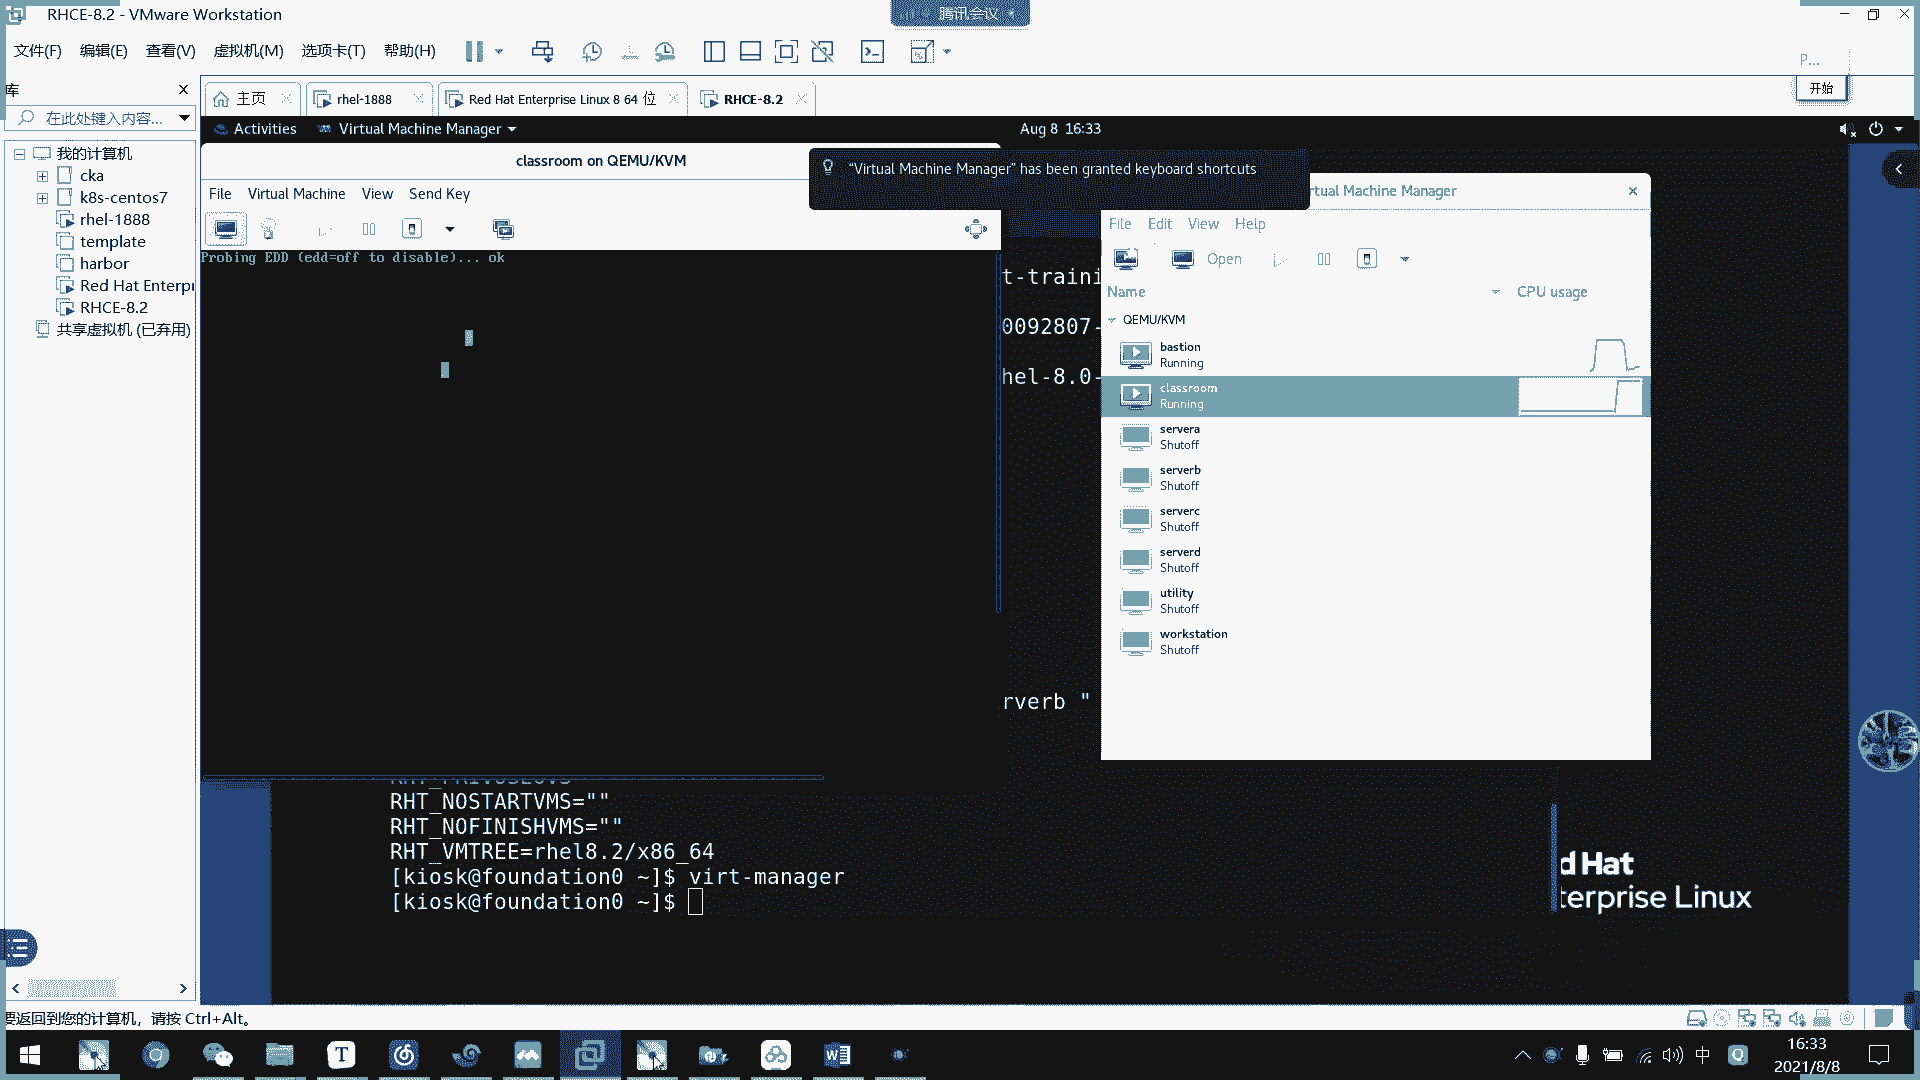 RHCE-8.2 - VMware Workstation
腾讯会议
文件(F) 编辑(E) 查看(V) 虚拟机(M) 选项卡(T) 帮助(H)
P...
开始
库
在此处键入内容...
主页
rhel-1888
Red Hat Enterprise Linux 8 64 位
RHCE-8.2
我的计算机
cka
k8s-centos7
rhel-1888
template
harbor
Red Hat Enterpr
RHCE-8.2
共享虚拟机 (已弃用)
Activities
Virtual Machine Manager
Aug 8 16:33
classroom on QEMU/KVM
File Virtual Machine View Send Key
Probing EDD (edd=off to disable)... ok
“Virtual Machine Manager” has been granted keyboard shortcuts
rtual Machine Manager
File Edit View Help
Open
Name
CPU usage
QEMU/KVM
bastion
Running
classroom
Running
servera
Shutoff
serverb
Shutoff
serverc
Shutoff
serverd
Shutoff
utility
Shutoff
workstation
Shutoff
t-traini
0092807-
hel-8.0-
rverb "
RHT_NOSTARTVMS=""
RHT_NOFINISHVMS=""
RHT_VMTREE=rhel8.2/x86_64
[kiosk@foundation0 ~]$ virt-manager
[kiosk@foundation0 ~]$
d Hat
terprise Linux
要返回到您的计算机，请按 Ctrl+Alt。
中
16:33
2021/8/8